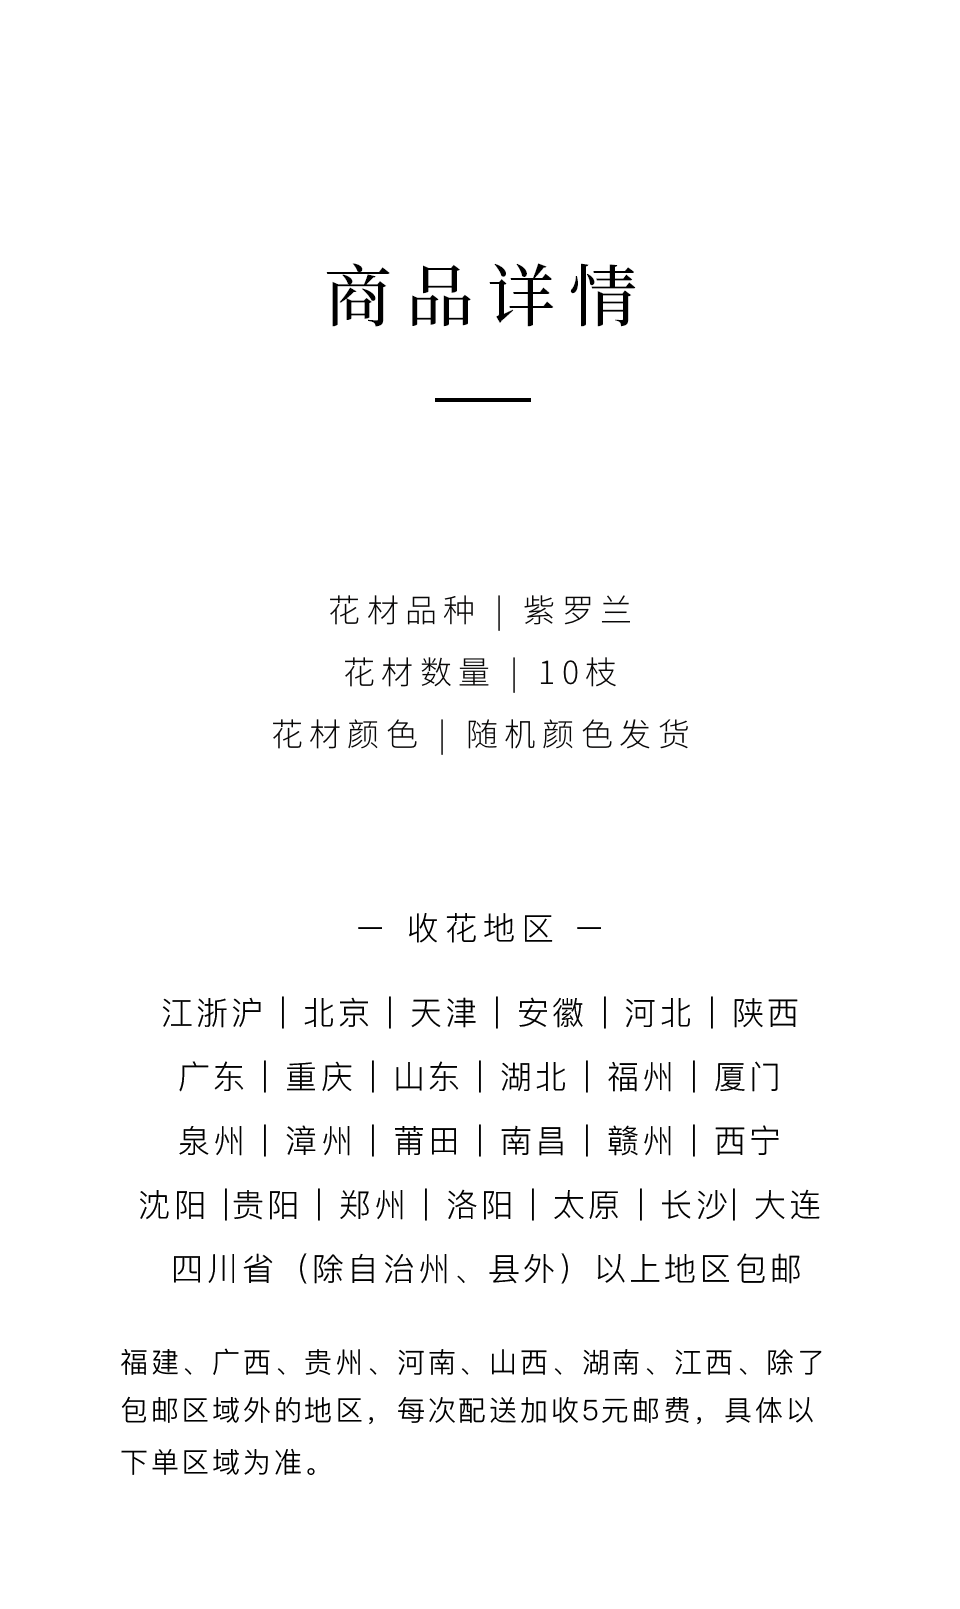 商品详情
花材品种 | 紫罗兰
花材数量 | 10枝
花材颜色 | 随机颜色发货
— 收花地区 —
江浙沪 | 北京 | 天津 | 安徽 | 河北 | 陕西
广东 | 重庆 | 山东 | 湖北 | 福州 | 厦门
泉州 | 漳州 | 莆田 | 南昌 | 赣州 | 西宁
沈阳 |贵阳 | 郑州 | 洛阳 | 太原 | 长沙| 大连
四川省（除自治州、县外）以上地区包邮
福建、广西、贵州、河南、山西、湖南、江西、除了
包邮区域外的地区，每次配送加收5元邮费，具体以
下单区域为准。